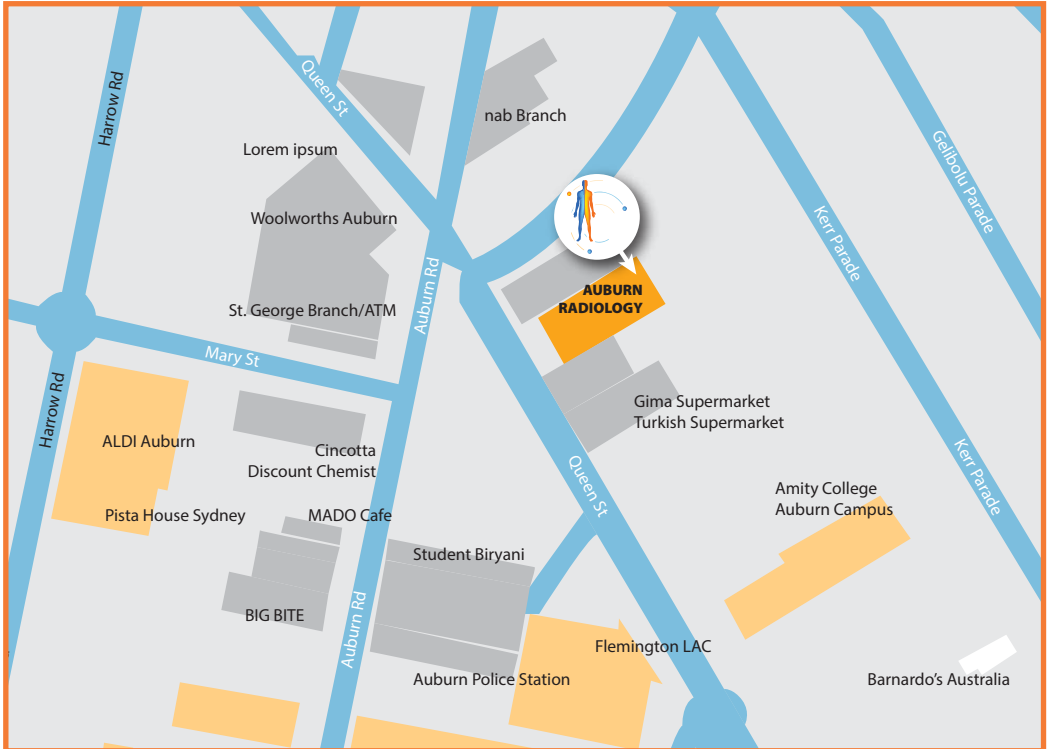 Harrow Rd
Queen St
nab Branch
Lorem ipsum
Gelibolu Parade
Woolworths Auburn
Kerr Parade
Auburn Rd
AUBURN
RADIOLOGY
St. George Branch/ATM
Mary St
Harrow Rd
Gima Supermarket
Turkish Supermarket
ALDI Auburn
Cincotta
Discount Chemist
Queen St
Kerr Parade
Amity College
Auburn Campus
Pista House Sydney
MADO Cafe
Student Biryani
BIG BITE
Auburn Rd
Flemington LAC
Auburn Police Station
Barnardo’s Australia